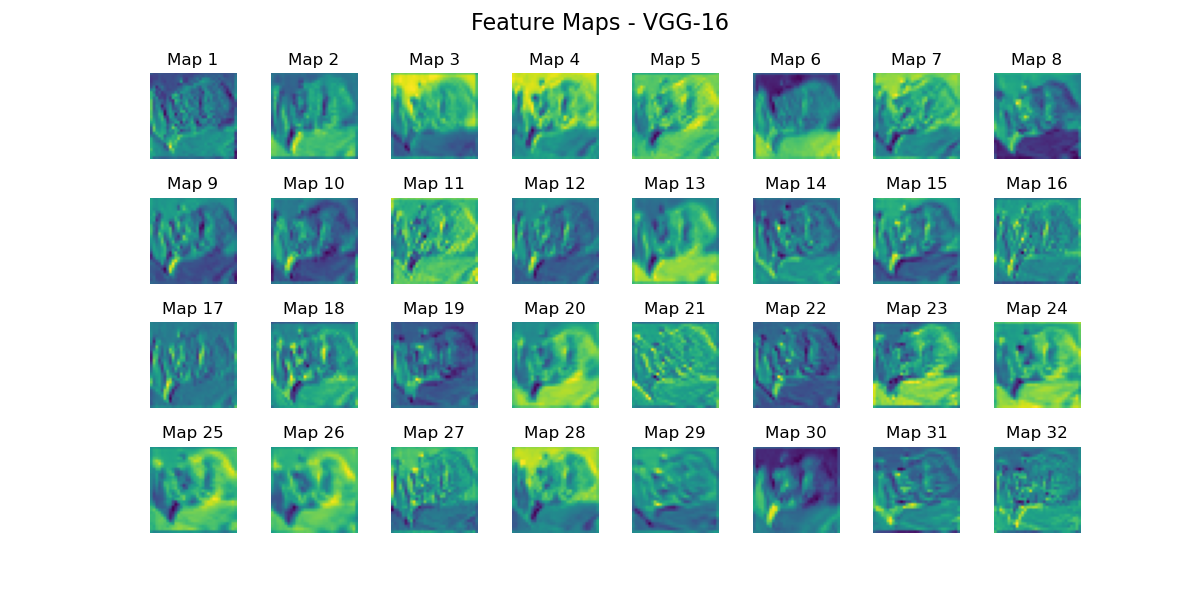 Feature Maps - VGG-16
Map 1 Map 2 Map 3 Map 4 Map 5 Map 6 Map 7 Map 8
Map 9 Map 10 Map 11 Map 12 Map 13 Map 14 Map 15 Map 16
Map 17 Map 18 Map 19 Map 20 Map 21 Map 22 Map 23 Map 24
Map 25 Map 26 Map 27 Map 28 Map 29 Map 30 Map 31 Map 32